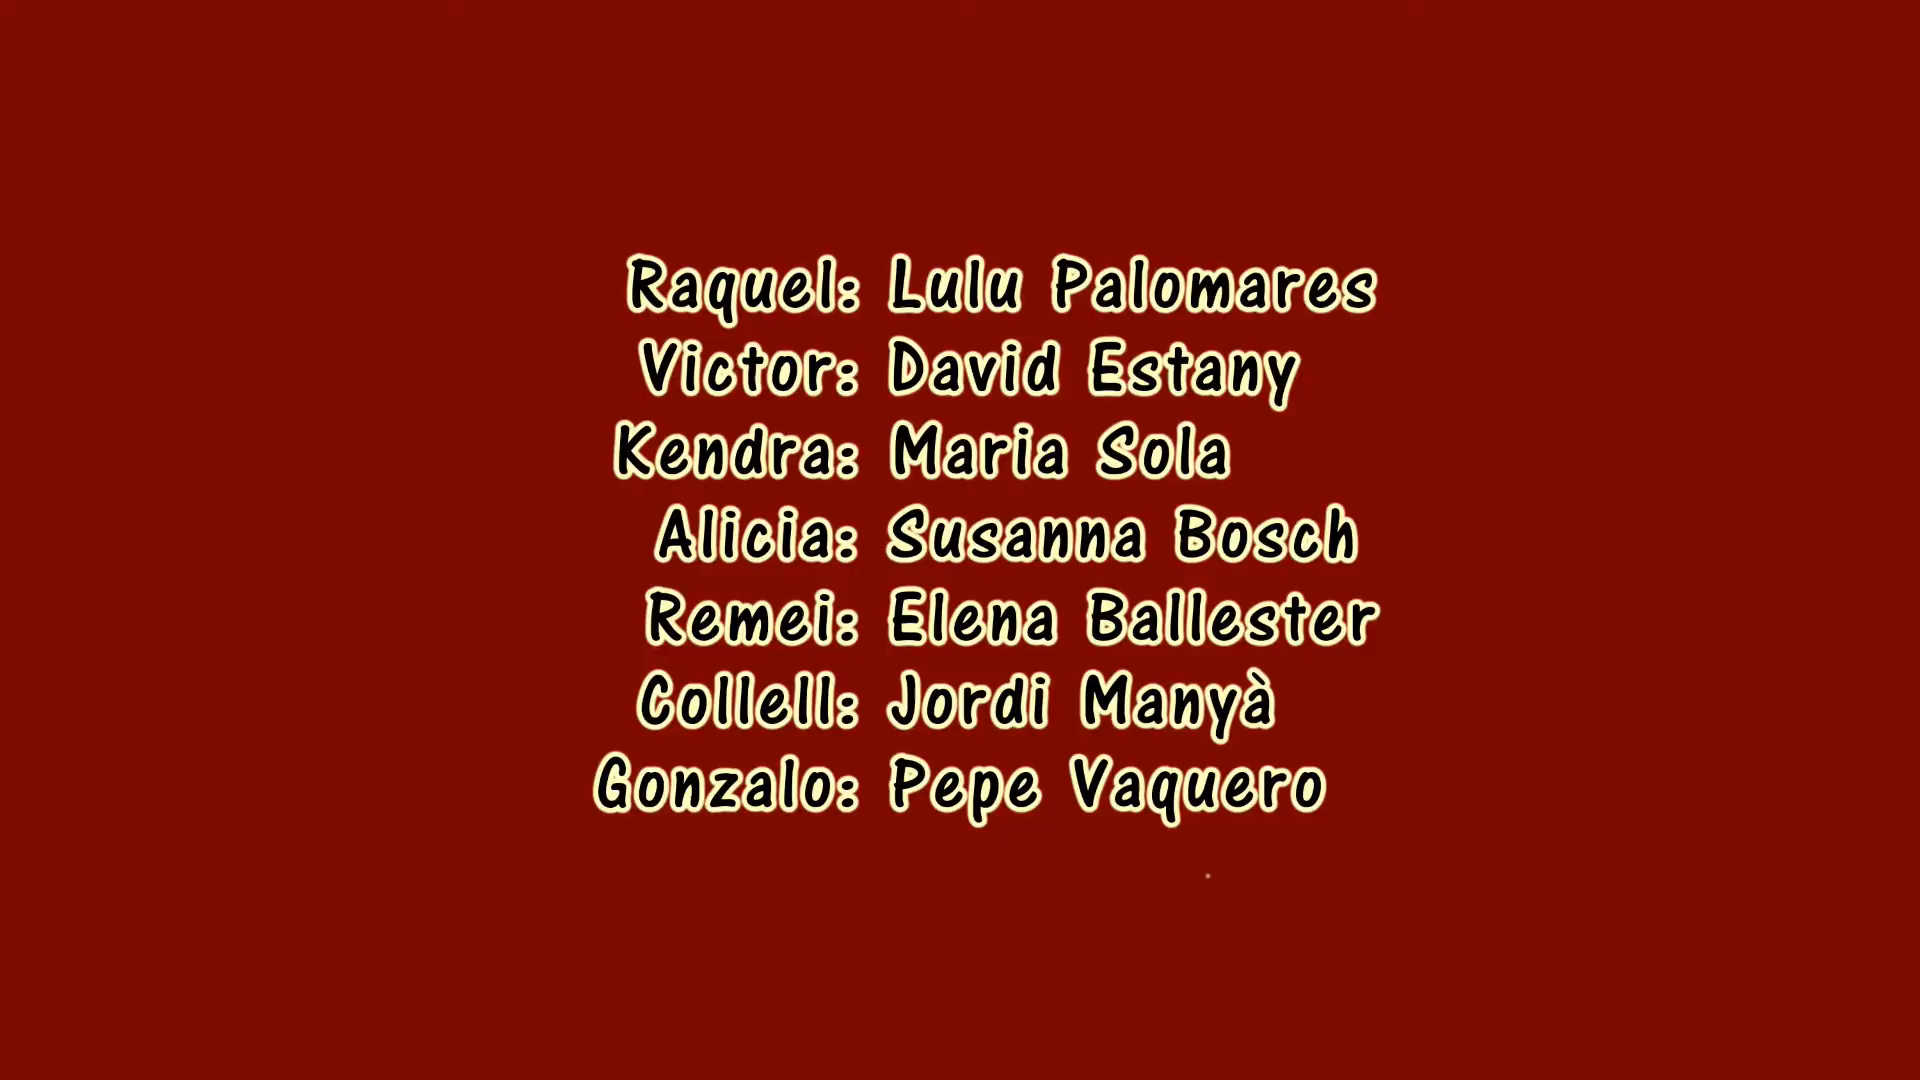 Raquel: Lulu Palomares
Victor: David Estany
Kendra: Maria Sola
Alicia: Susanna Bosch
Remei: Elena Ballester
Collell: Jordi Manyà
Gonzalo: Pepe Vaquero